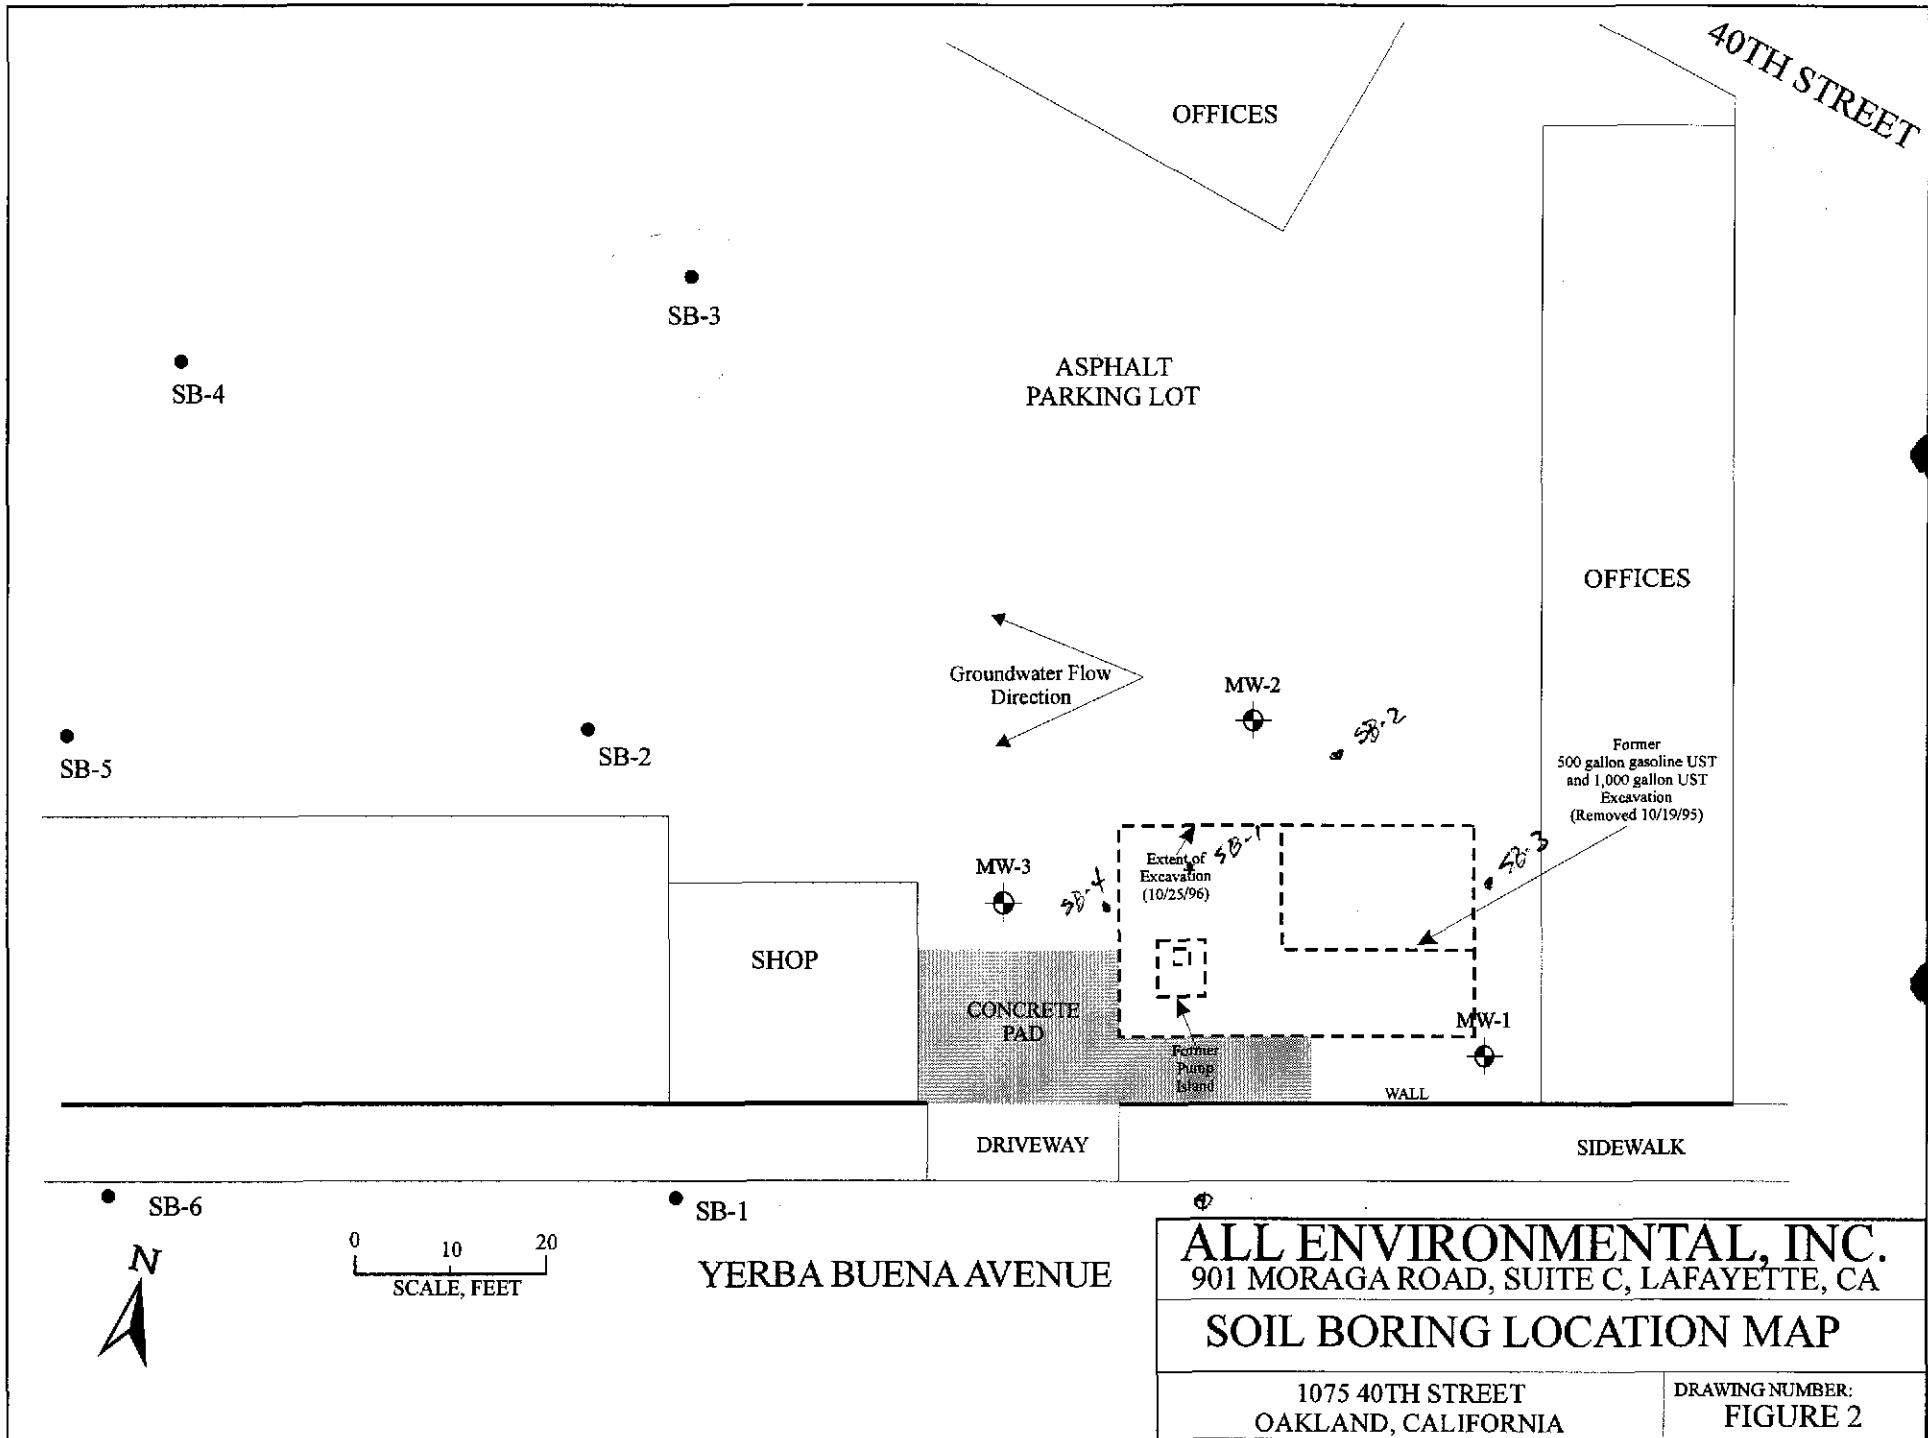 40TH STREET
OFFICES
SB-3
ASPHALT
PARKING LOT
SB-4
OFFICES
Groundwater Flow
Direction
MW-2
SB-2
SB-5
SB-2
Former
500 gallon gasoline UST
and 1,000 gallon UST
Excavation
(Removed 10/19/95)
MW-3
SB-4
Extent of
Excavation
(10/25/96)
SB-1
SB-3
SHOP
CONCRETE
PAD
MW-1
Former
Pump
Island
WALL
DRIVEWAY
SIDEWALK
SB-6
SB-1
N
0 10 20
SCALE, FEET
YERBA BUENA AVENUE
ALL ENVIRONMENTAL, INC.
901 MORAGA ROAD, SUITE C, LAFAYETTE, CA
SOIL BORING LOCATION MAP
1075 40TH STREET
OAKLAND, CALIFORNIA
DRAWING NUMBER:
FIGURE 2